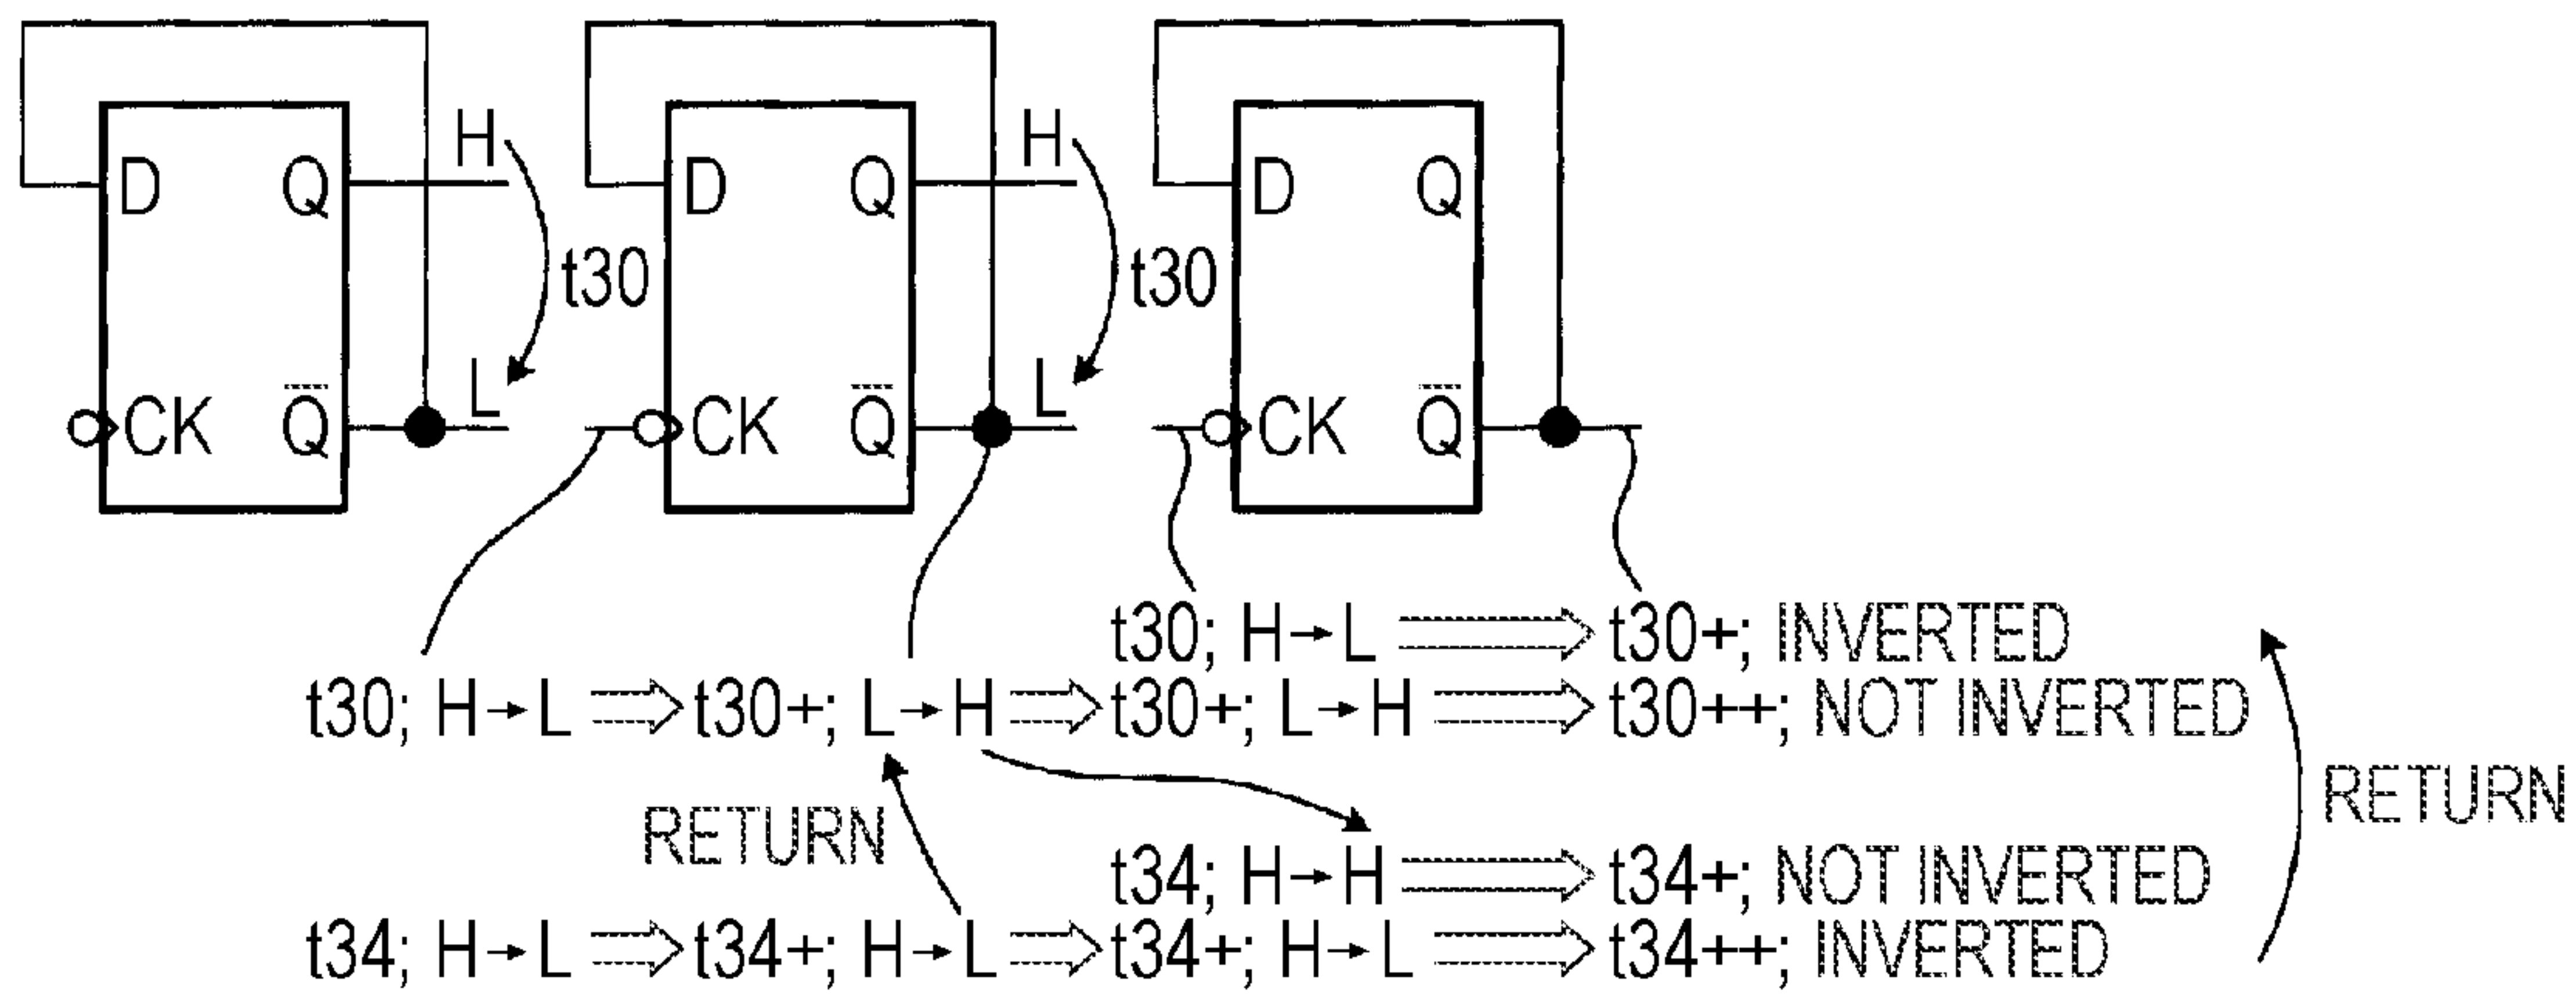 H H
D Q D Q D Q
t30 t30
L L
CK Q̅ CK Q̅ CK Q̅
t30; H→L ⇒ t30+; INVERTED
t30; H→L ⇒ t30+; L→H ⇒ t30+; L→H ⇒ t30++; NOT INVERTED
RETURN
RETURN
t34; H→H ⇒ t34+; NOT INVERTED
t34; H→L ⇒ t34+; H→L ⇒ t34+; H→L ⇒ t34++; INVERTED